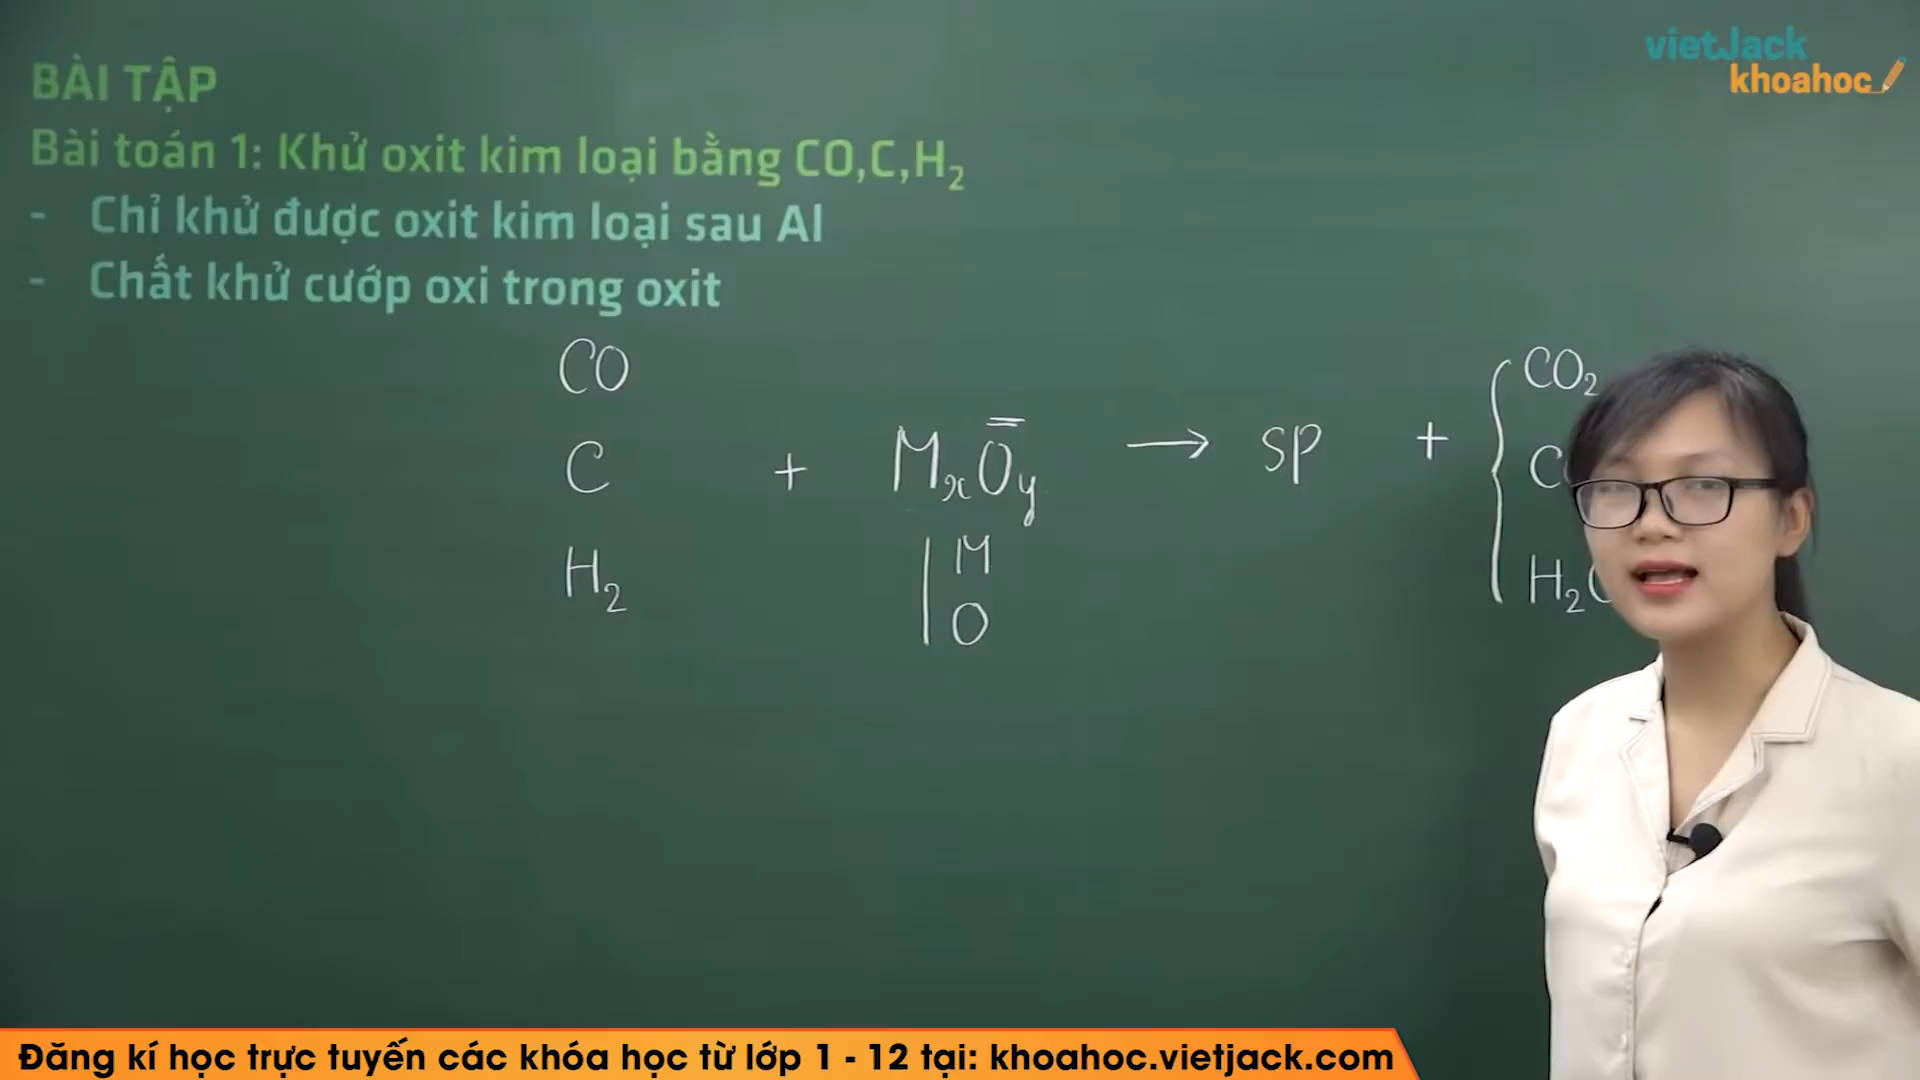 vietJack
khoahoc
BÀI TẬP
Bài toán 1: Khử oxit kim loại bằng CO,C,H₂
- Chỉ khử được oxit kim loại sau Al
- Chất khử cướp oxi trong oxit
CO
C
H₂
+
MₓOᵧ
M
O
→ sp +
CO₂
H₂
Đăng kí học trực tuyến các khóa học từ lớp 1 - 12 tại: khoahoc.vietjack.com